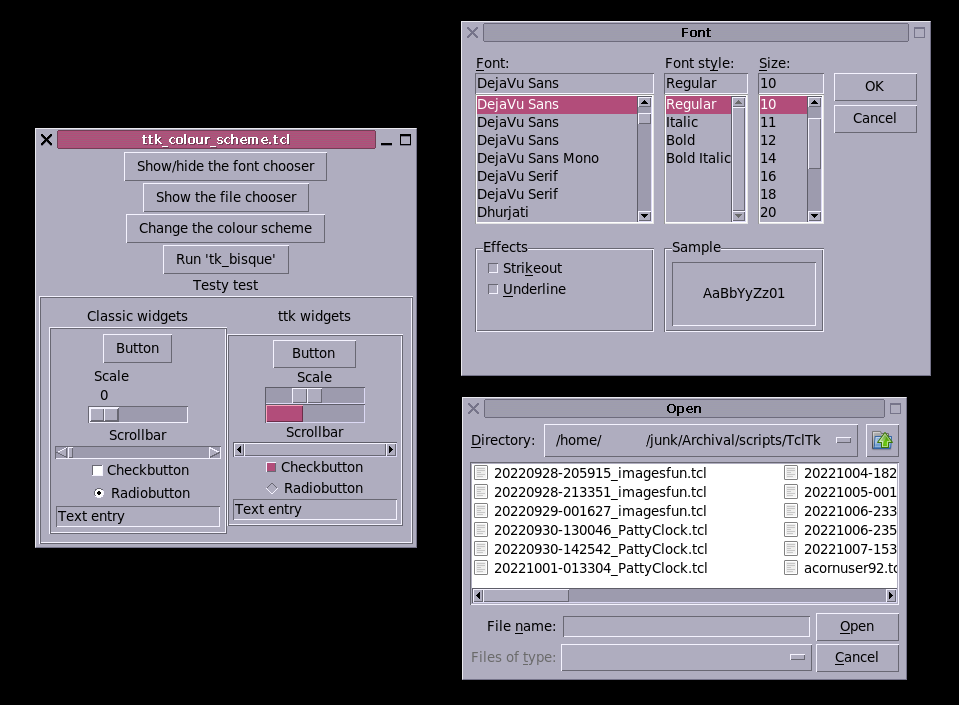 ttk_colour_scheme.tcl
Show/hide the font chooser
Show the file chooser
Change the colour scheme
Run 'tk_bisque'
Testy test
Classic widgets
Button
Scale
0
Scrollbar
Checkbutton
Radiobutton
Text entry
ttk widgets
Button
Scale
Scrollbar
Checkbutton
Radiobutton
Text entry
Font
Font:
DejaVu Sans
DejaVu Sans
DejaVu Sans
DejaVu Sans
DejaVu Sans Mono
DejaVu Serif
DejaVu Serif
Dhurjati
Font style:
Regular
Regular
Italic
Bold
Bold Italic
Size:
10
10
11
12
14
16
18
20
OK
Cancel
Effects
Strikeout
Underline
Sample
AaBbYyZz01
Open
Directory: /home/ /junk/Archival/scripts/TclTk
20220928-205915_imagesfun.tcl
20220928-213351_imagesfun.tcl
20220929-001627_imagesfun.tcl
20220930-130046_PattyClock.tcl
20220930-142542_PattyClock.tcl
20221001-013304_PattyClock.tcl
20221004-182
20221005-001
20221006-233
20221006-235
20221007-153
acornuser92.tc
File name:
Open
Files of type:
Cancel